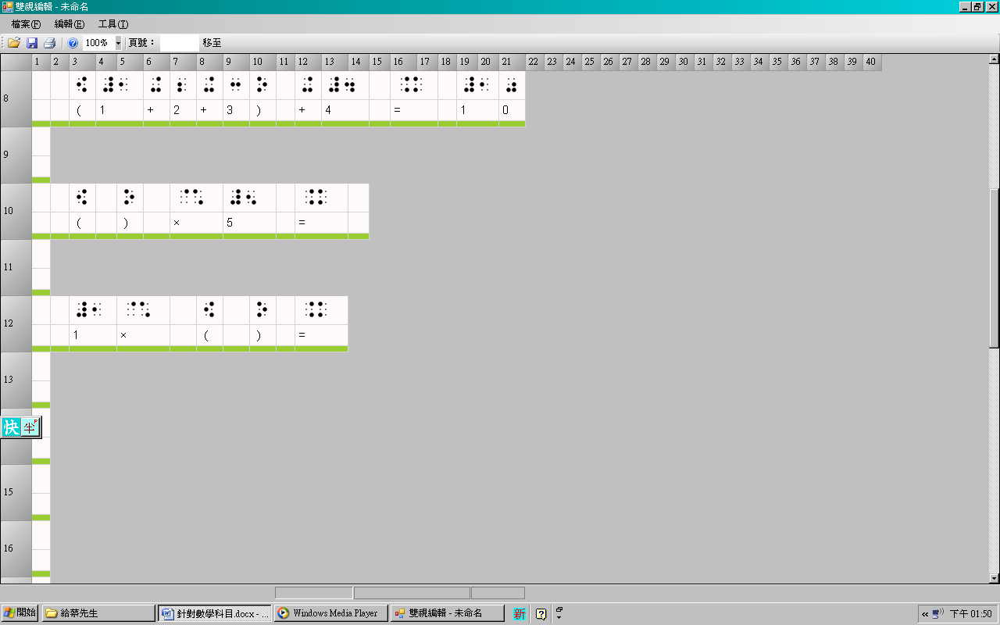 雙視編輯 - 未命名
檔案(F) 編輯(E) 工具(T)
100% 頁號： 移至
1 2 3 4 5 6 7 8 9 10 11 12 13 14 15 16 17 18 19 20 21 22 23 24 25 26 27 28 29 30 31 32 33 34 35 36 37 38 39 40
8
( 1 + 2 + 3 ) + 4 = 1 0
9
10
( ) × 5 =
11
12
1 × ( ) =
13
快 半 P
15
16
開始 給蔡先生 針對數學科目.docx - ... Windows Media Player 雙視編輯 - 未命名 新 « 下午 01:50